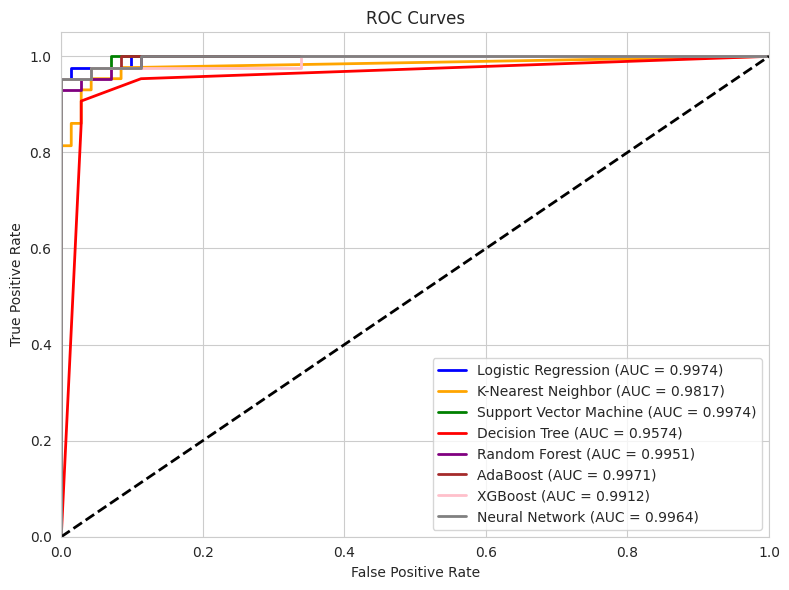 ROC Curves
True Positive Rate
1.0
0.8
0.6
0.4
0.2
0.0
Logistic Regression (AUC = 0.9974)
K-Nearest Neighbor (AUC = 0.9817)
Support Vector Machine (AUC = 0.9974)
Decision Tree (AUC = 0.9574)
Random Forest (AUC = 0.9951)
AdaBoost (AUC = 0.9971)
XGBoost (AUC = 0.9912)
Neural Network (AUC = 0.9964)
0.0 0.2 0.4 0.6 0.8 1.0
False Positive Rate